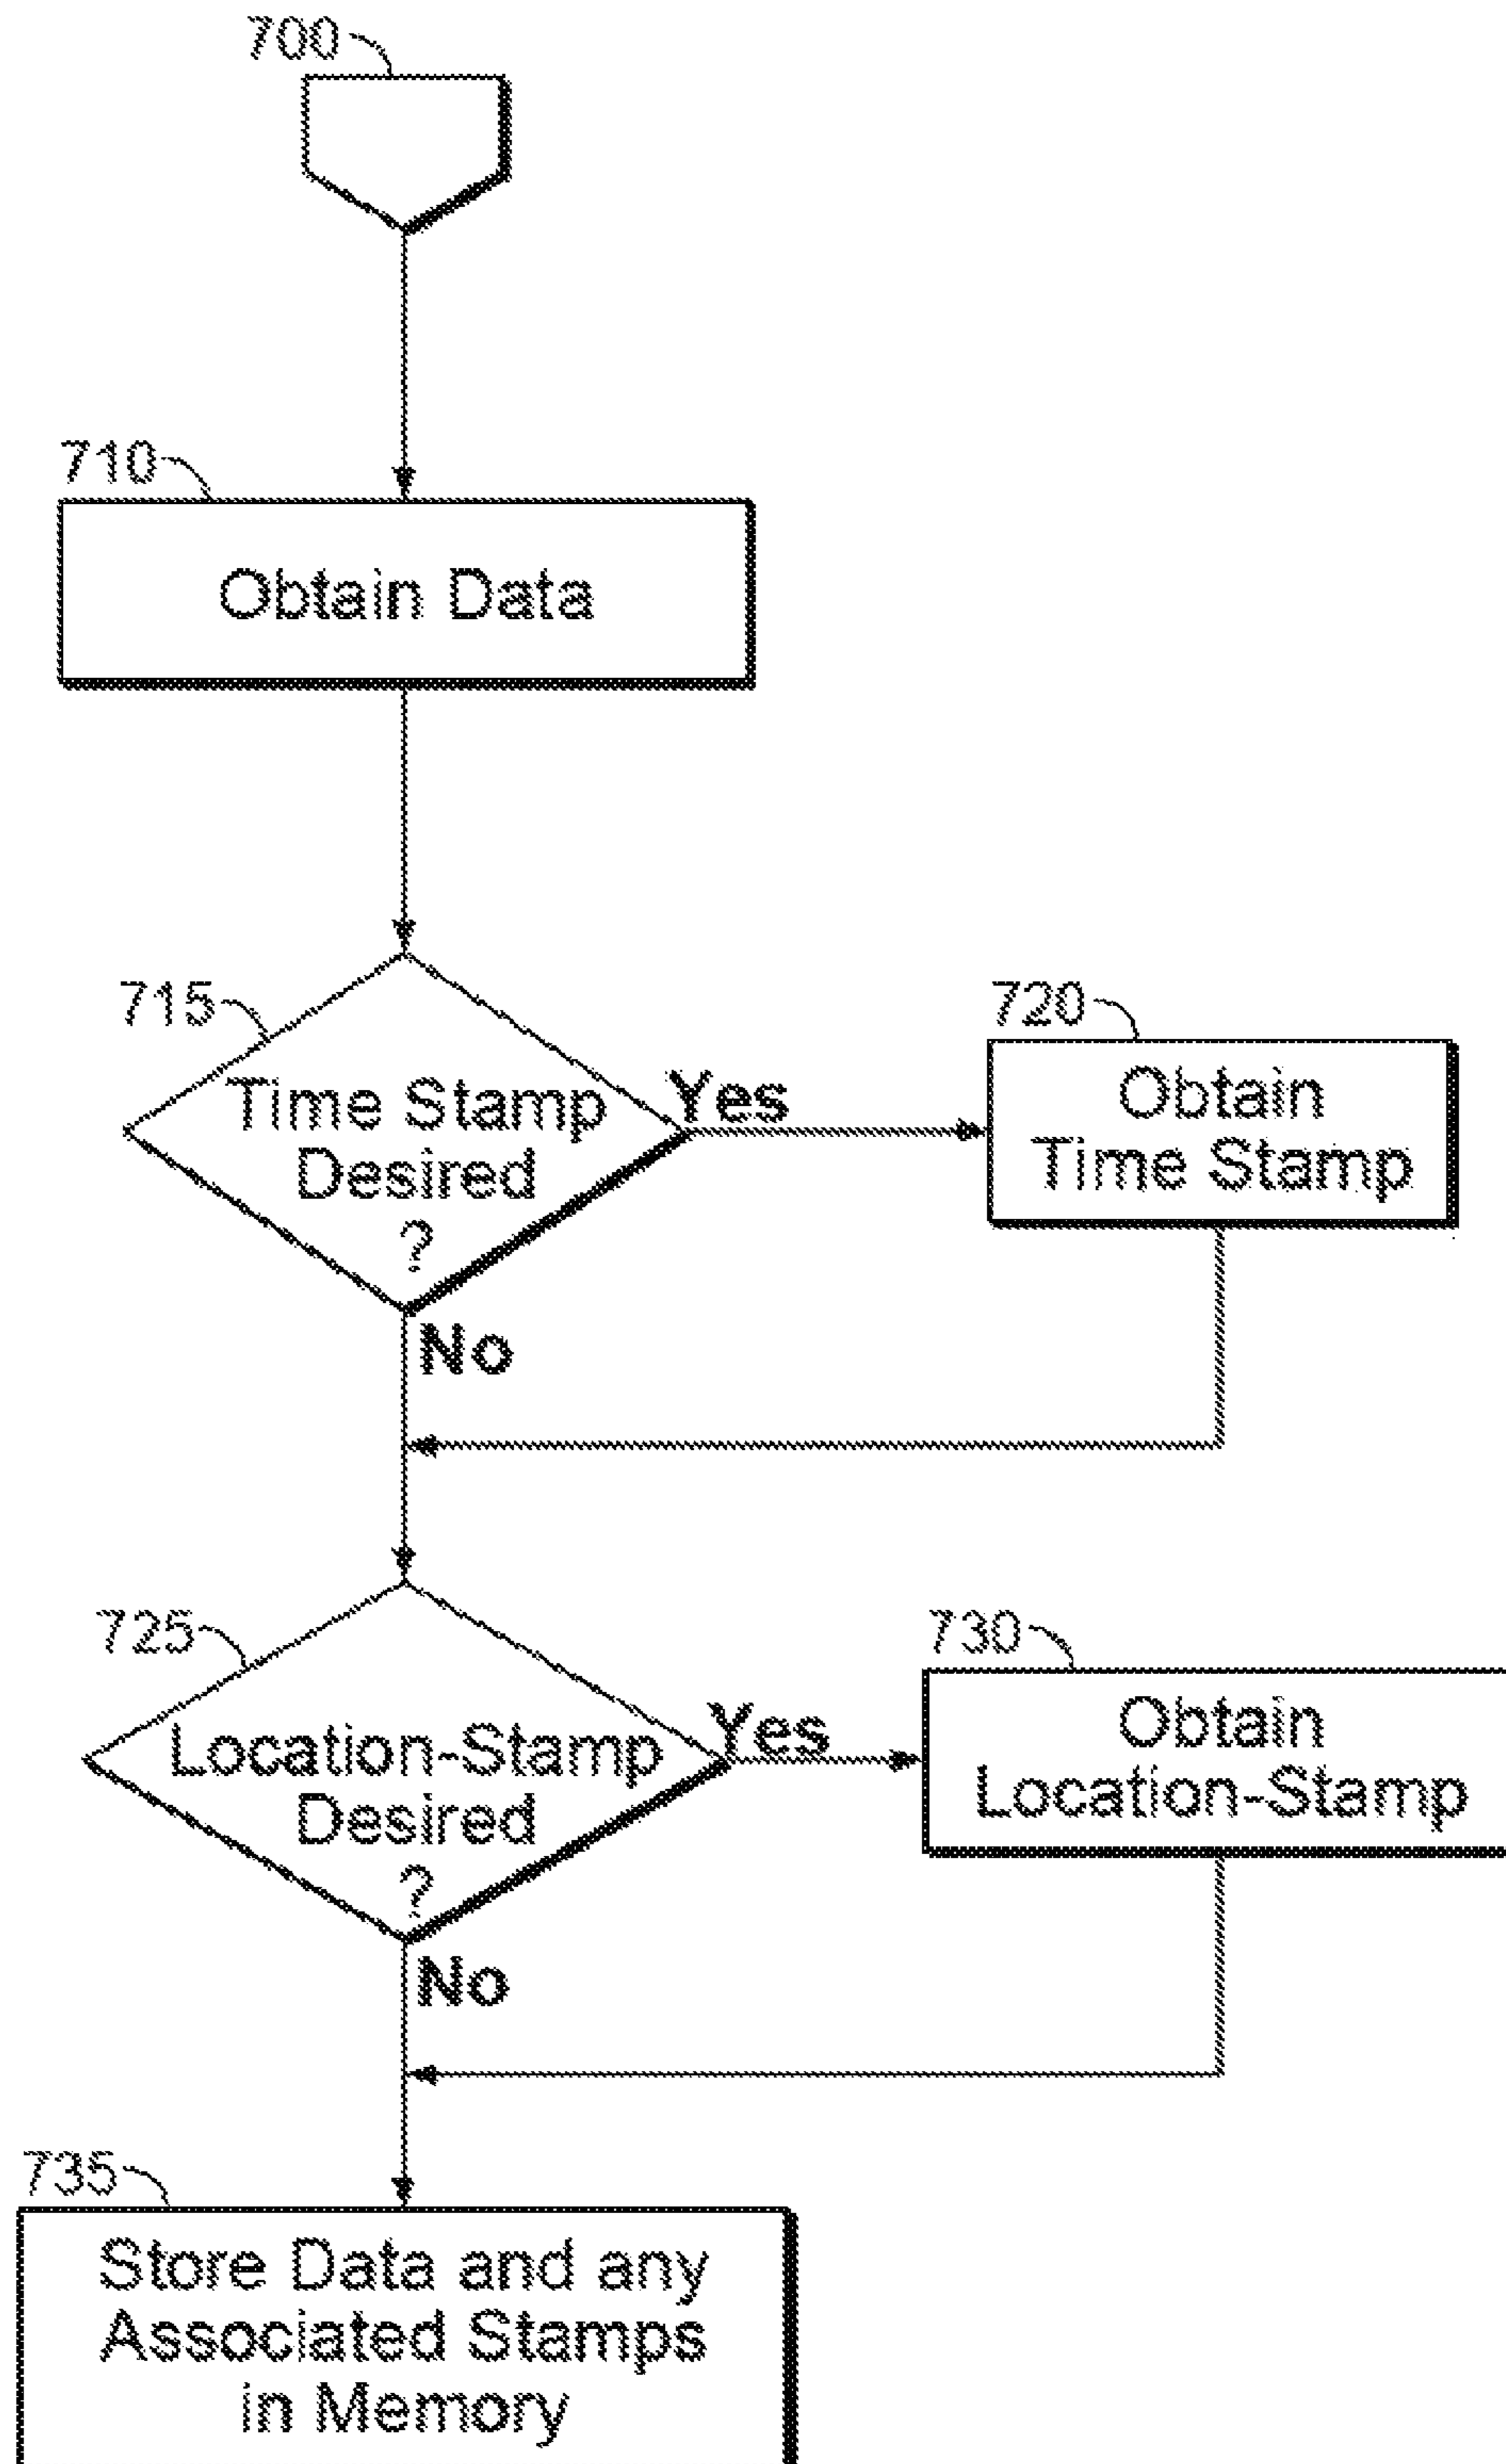 700
710
Obtain Data
715
Time Stamp
Desired
?
Yes
No
720
Obtain
Time Stamp
725
Location-Stamp
Desired
?
Yes
No
730
Obtain
Location-Stamp
735
Store Data and any
Associated Stamps
in Memory